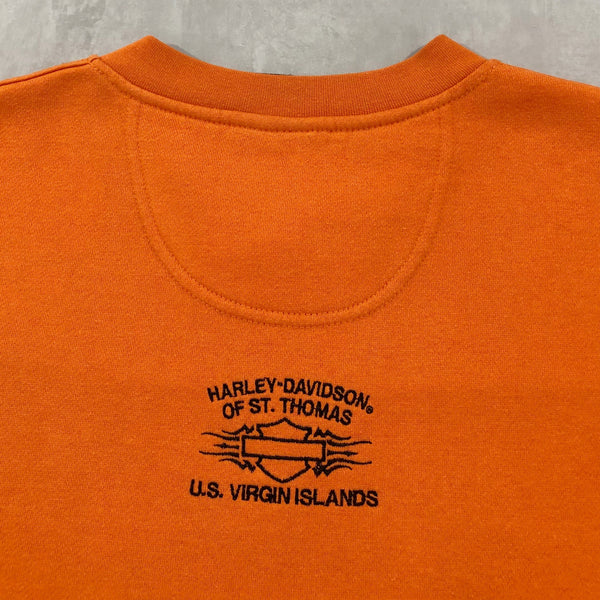 HARLEY-DAVIDSON®
OF ST. THOMAS
U.S. VIRGIN ISLANDS